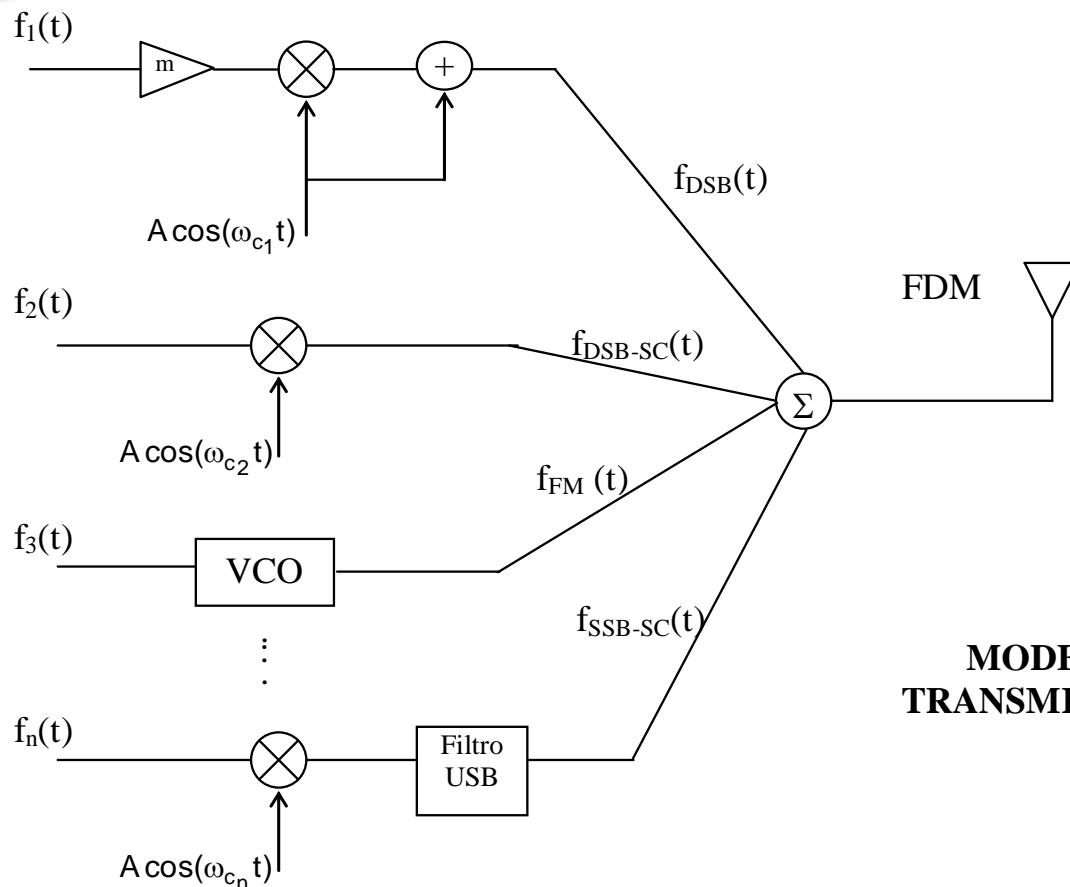 f1(t)
m
+
A cos(ωc1 t)
fDSB(t)
f2(t)
FDM
fDSB-SC(t)
Σ
A cos(ωc2 t)
fFM (t)
f3(t)
VCO
fSSB-SC(t)
fn(t)
Filtro
USB
A cos(ωcn t)